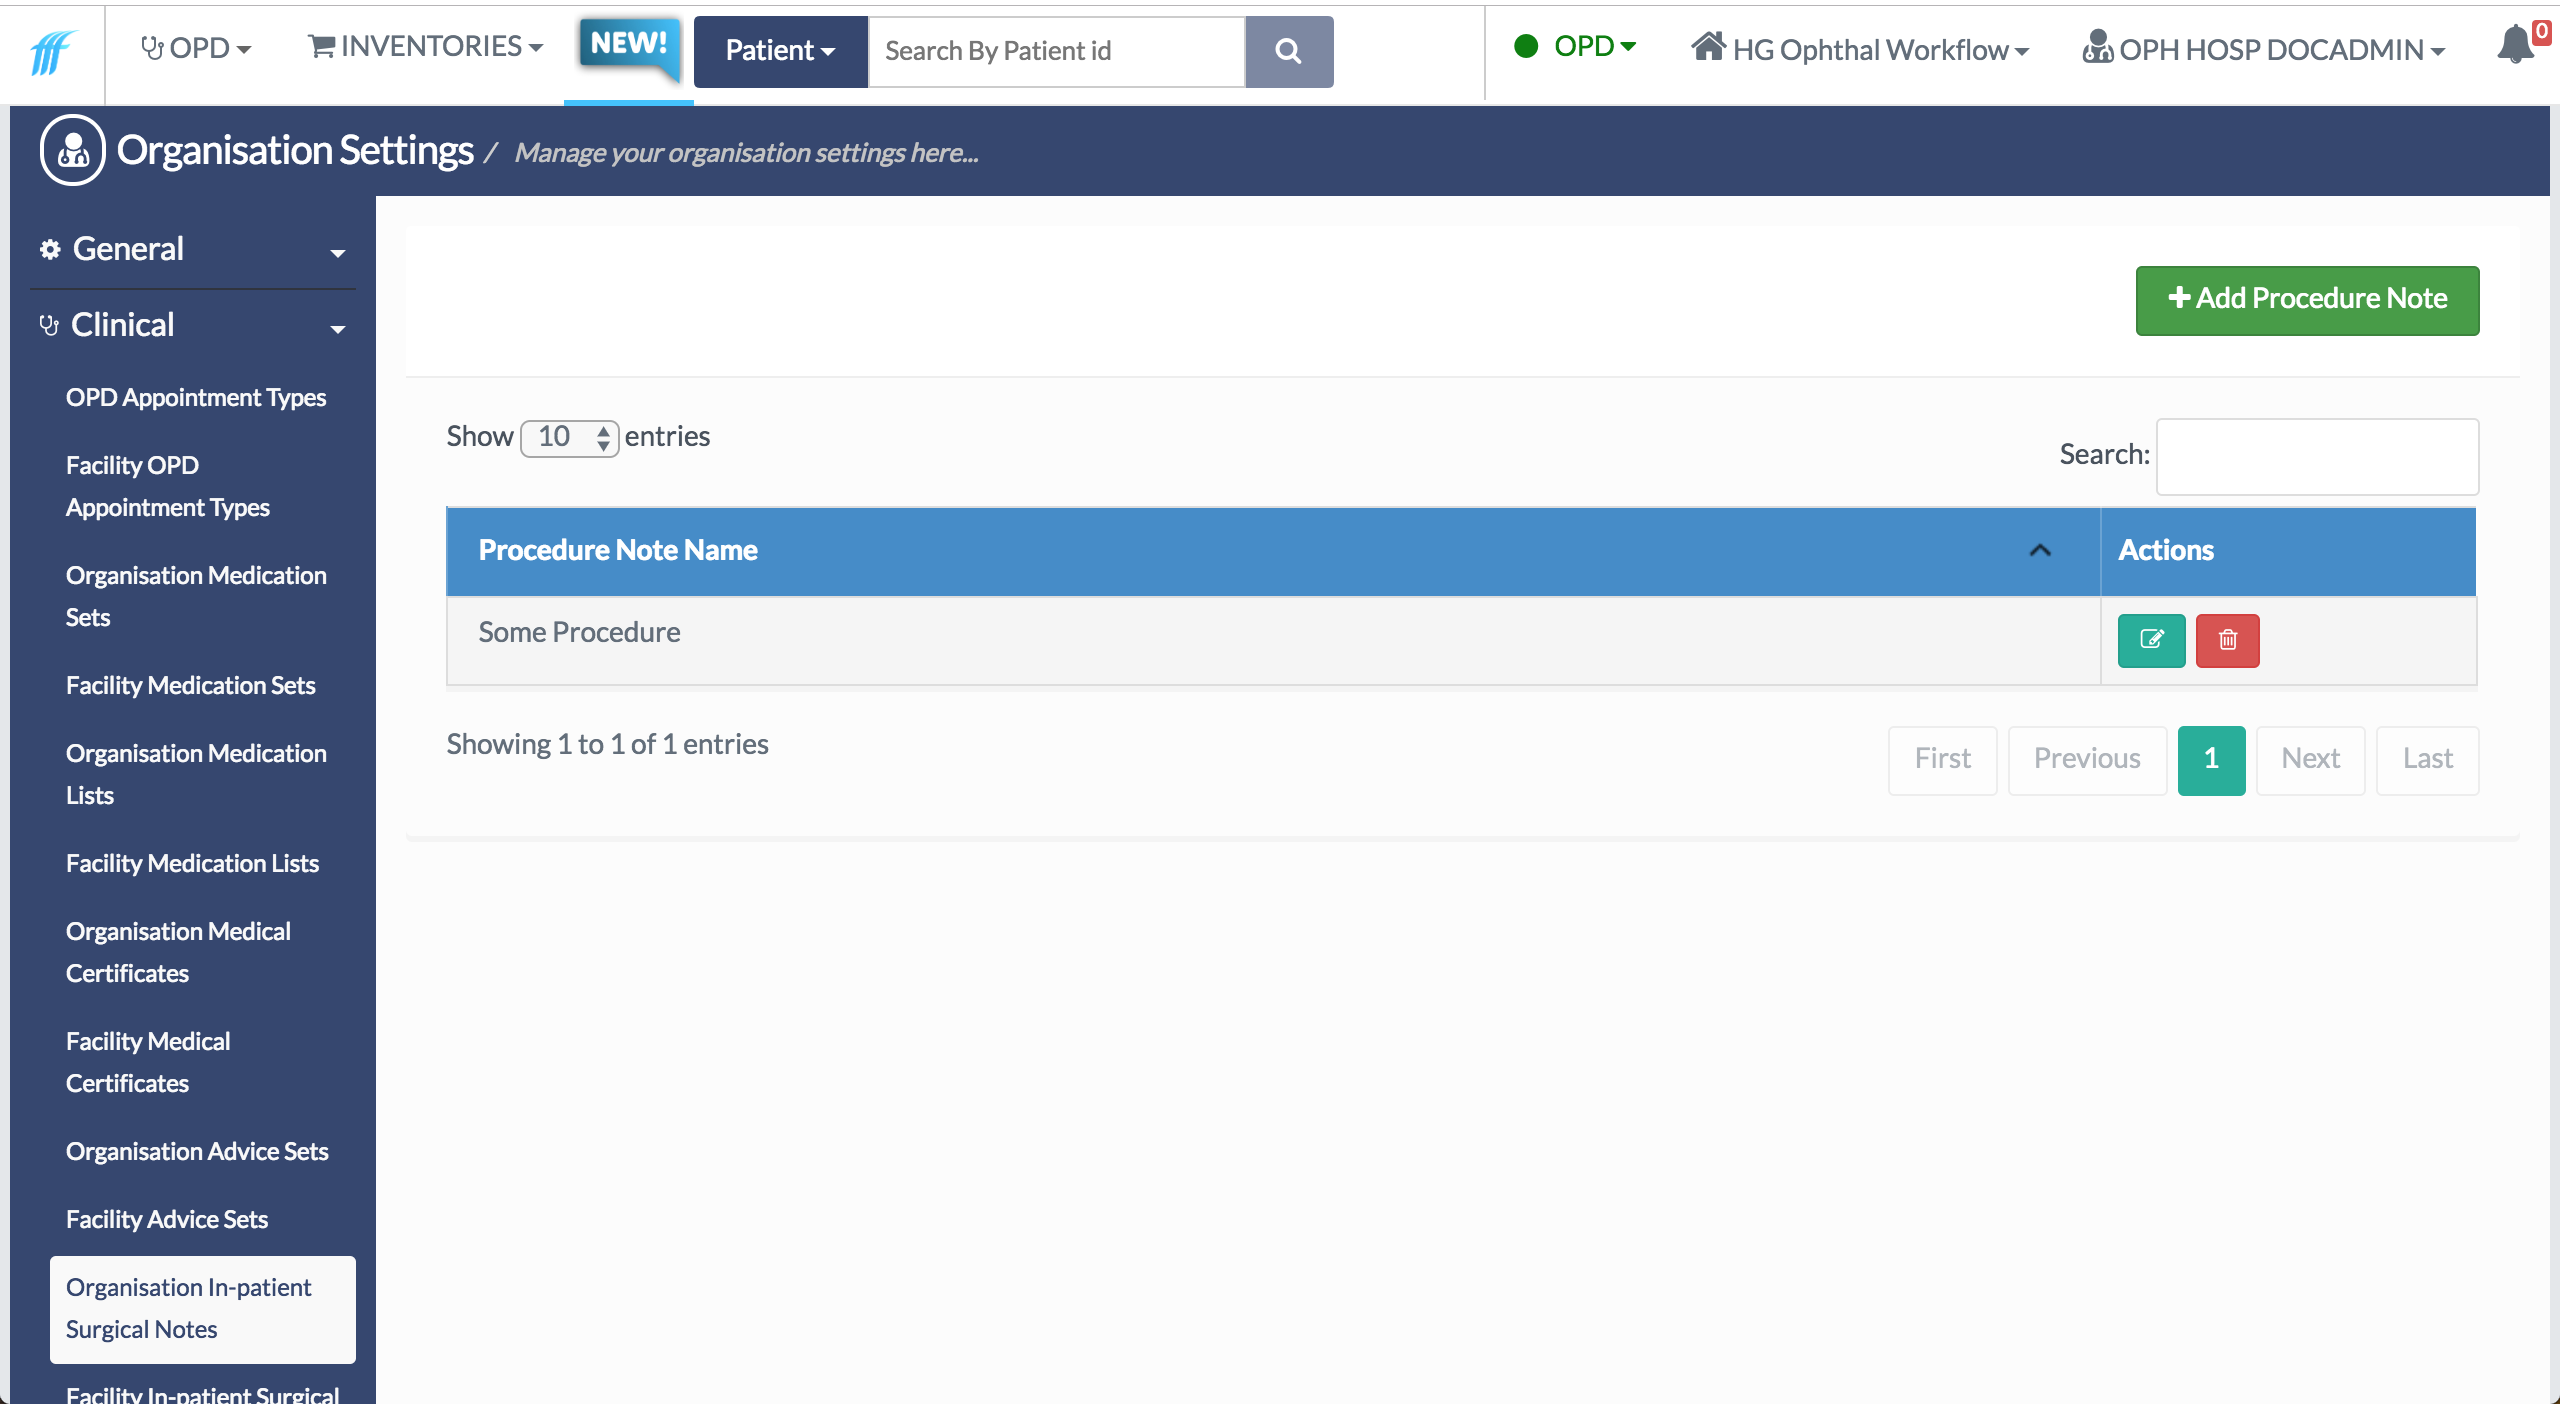 OPD
INVENTORIES
NEW!
Patient
Search By Patient id
OPD
HG Ophthal Workflow
OPH HOSP DOCADMIN
0
Organisation Settings / Manage your organisation settings here...
General
Clinical
OPD Appointment Types
Facility OPD
Appointment Types
Organisation Medication
Sets
Facility Medication Sets
Organisation Medication
Lists
Facility Medication Lists
Organisation Medical
Certificates
Facility Medical
Certificates
Organisation Advice Sets
Facility Advice Sets
Organisation In-patient
Surgical Notes
Facility In-patient Surgical
Add Procedure Note
Show 10 entries
Search:
Procedure Note Name
Actions
Some Procedure
Showing 1 to 1 of 1 entries
First
Previous
1
Next
Last